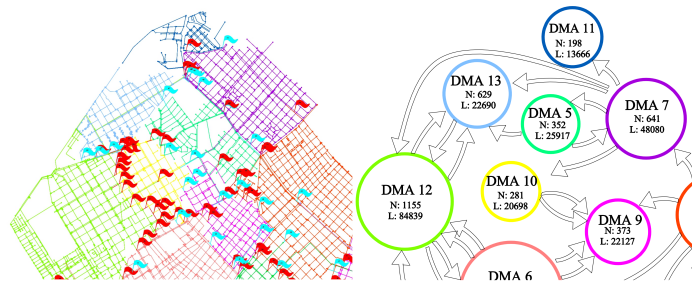 DMA 11
N: 198
L: 13666
DMA 13
N: 629
L: 22690
DMA 5
N: 352
L: 25917
DMA 7
N: 641
L: 48080
DMA 12
N: 1155
L: 84839
DMA 10
N: 281
L: 20698
DMA 9
N: 373
L: 22127
DMA 6